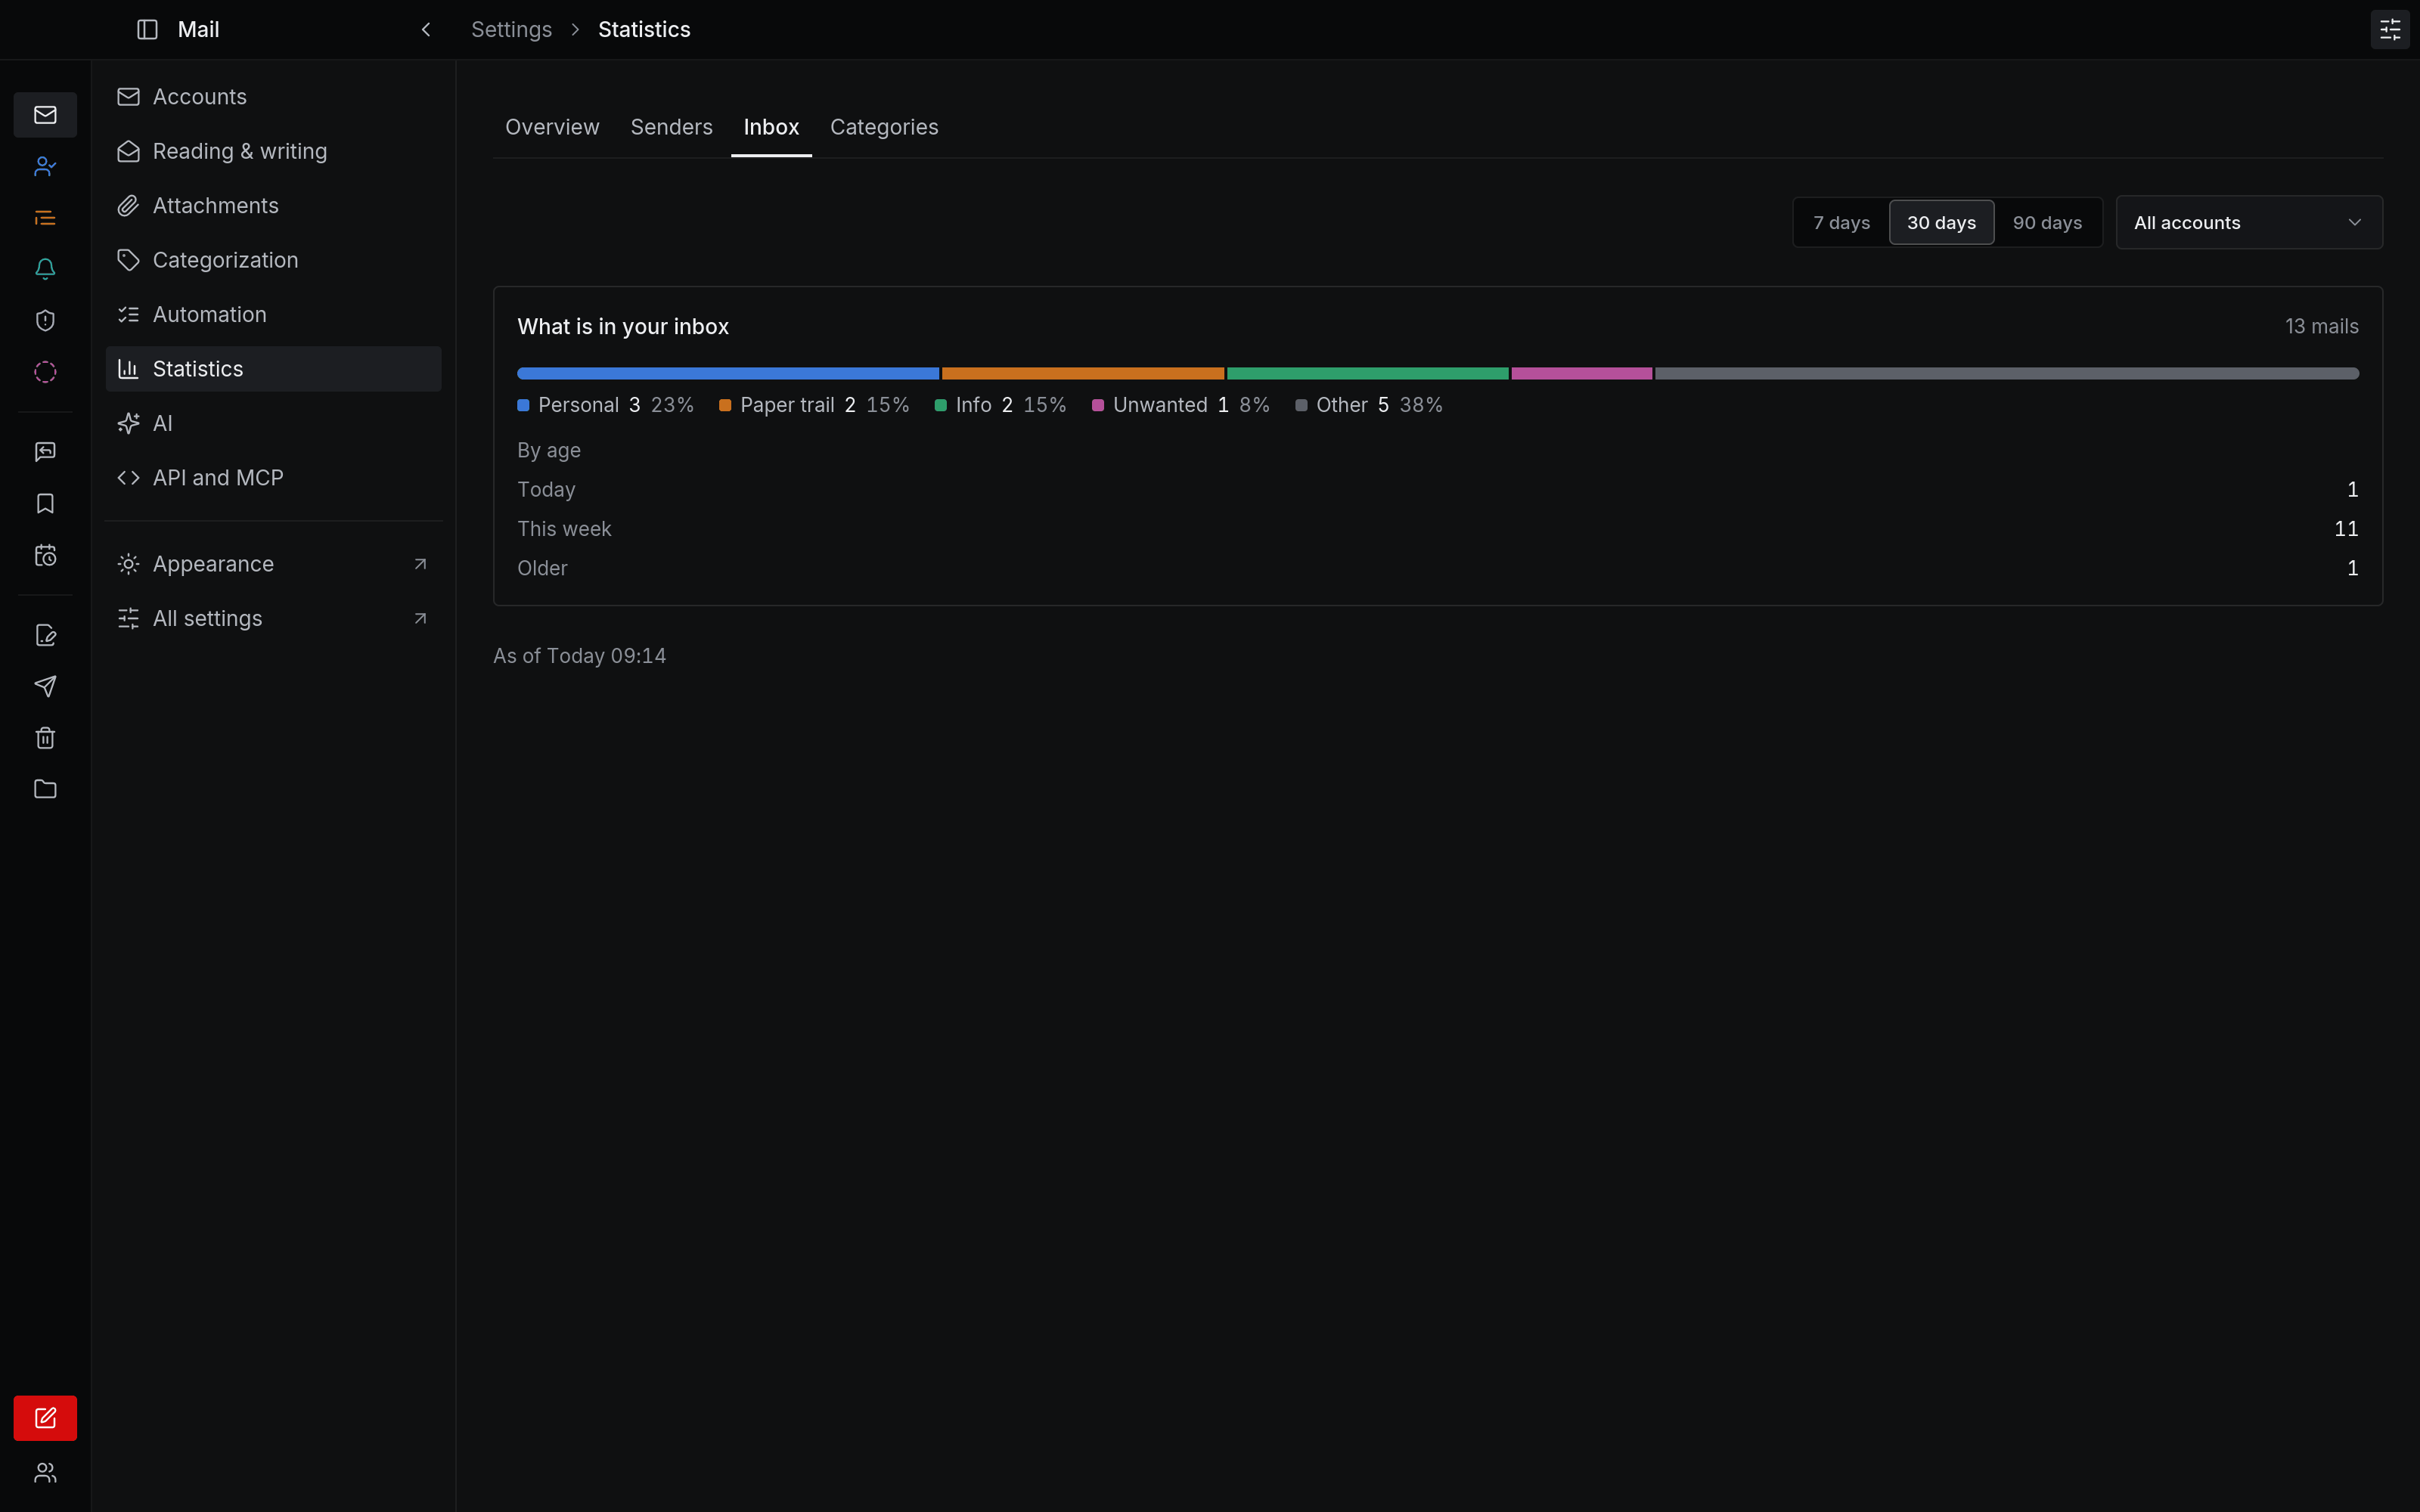 Mail
Settings > Statistics
Accounts
Reading & writing
Attachments
Categorization
Automation
Statistics
AI
API and MCP
Appearance
All settings
Overview Senders Inbox Categories
7 days 30 days 90 days All accounts
What is in your inbox 13 mails
Personal 3 23% Paper trail 2 15% Info 2 15% Unwanted 1 8% Other 5 38%
By age
Today 1
This week 11
Older 1
As of Today 09:14